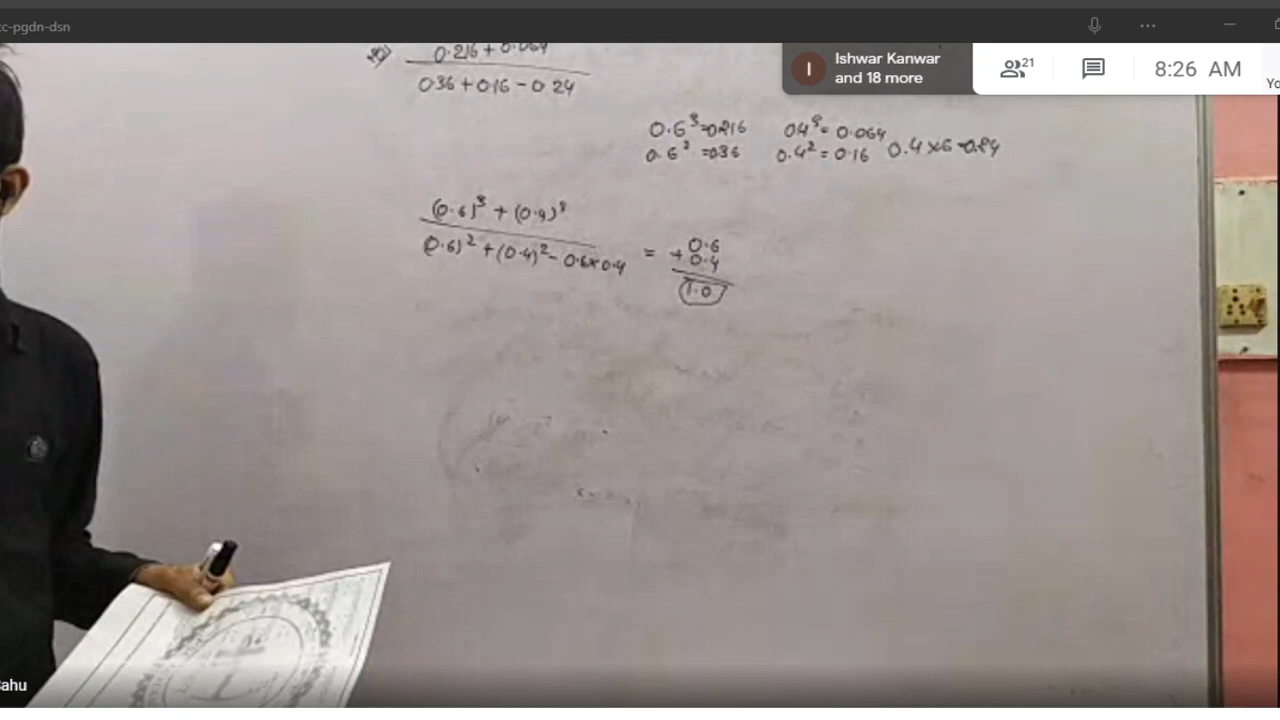 cc-pgdn-dsn
I Ishwar Kanwar
and 18 more
21
8:26 AM
Yo
0.216 + 0.064
0.36 + 0.16 - 0.24
0.6³ = 0.216 0.4³ = 0.064
0.6² = 0.36 0.4² = 0.16 0.4 × 6 = 0.24
(0.6)³ + (0.4)³
(0.6)² + (0.4)² - 0.6 × 0.4 = 0.6
+ 0.4
1.0
Sahu